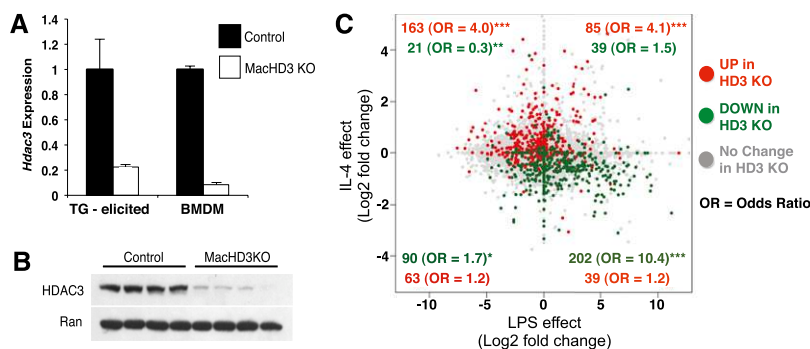 A
1.4
1.2
1
0.8
0.6
0.4
0.2
0
Hdac3 Expression
Control
MacHD3 KO
TG - elicited
BMDM
B
Control
MacHD3KO
HDAC3
Ran
C
163 (OR = 4.0)***
21 (OR = 0.3)**
85 (OR = 4.1)***
39 (OR = 1.5)
4
2
0
-2
-4
IL-4 effect
(Log2 fold change)
90 (OR = 1.7)*
63 (OR = 1.2)
202 (OR = 10.4)***
39 (OR = 1.2)
-10
-5
0
5
10
LPS effect
(Log2 fold change)
UP in
HD3 KO
DOWN in
HD3 KO
No Change
in HD3 KO
OR = Odds Ratio